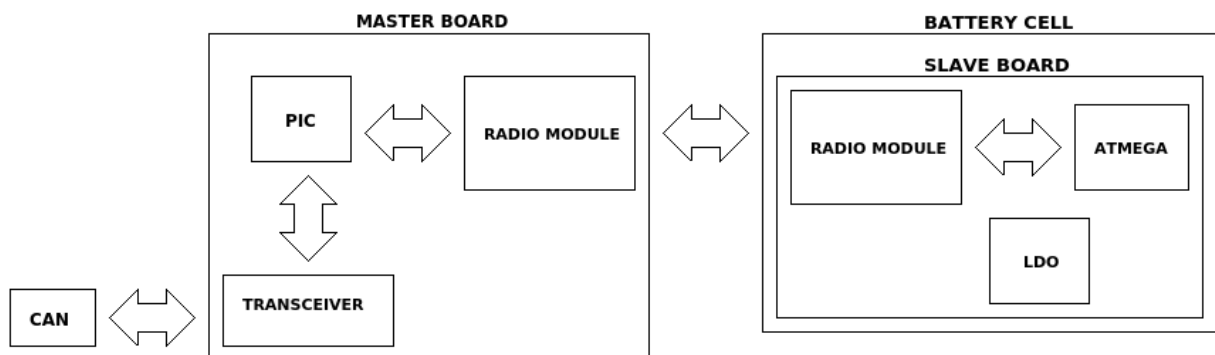 MASTER BOARD
BATTERY CELL
SLAVE BOARD
PIC
RADIO MODULE
RADIO MODULE
ATMEGA
LDO
TRANSCEIVER
CAN